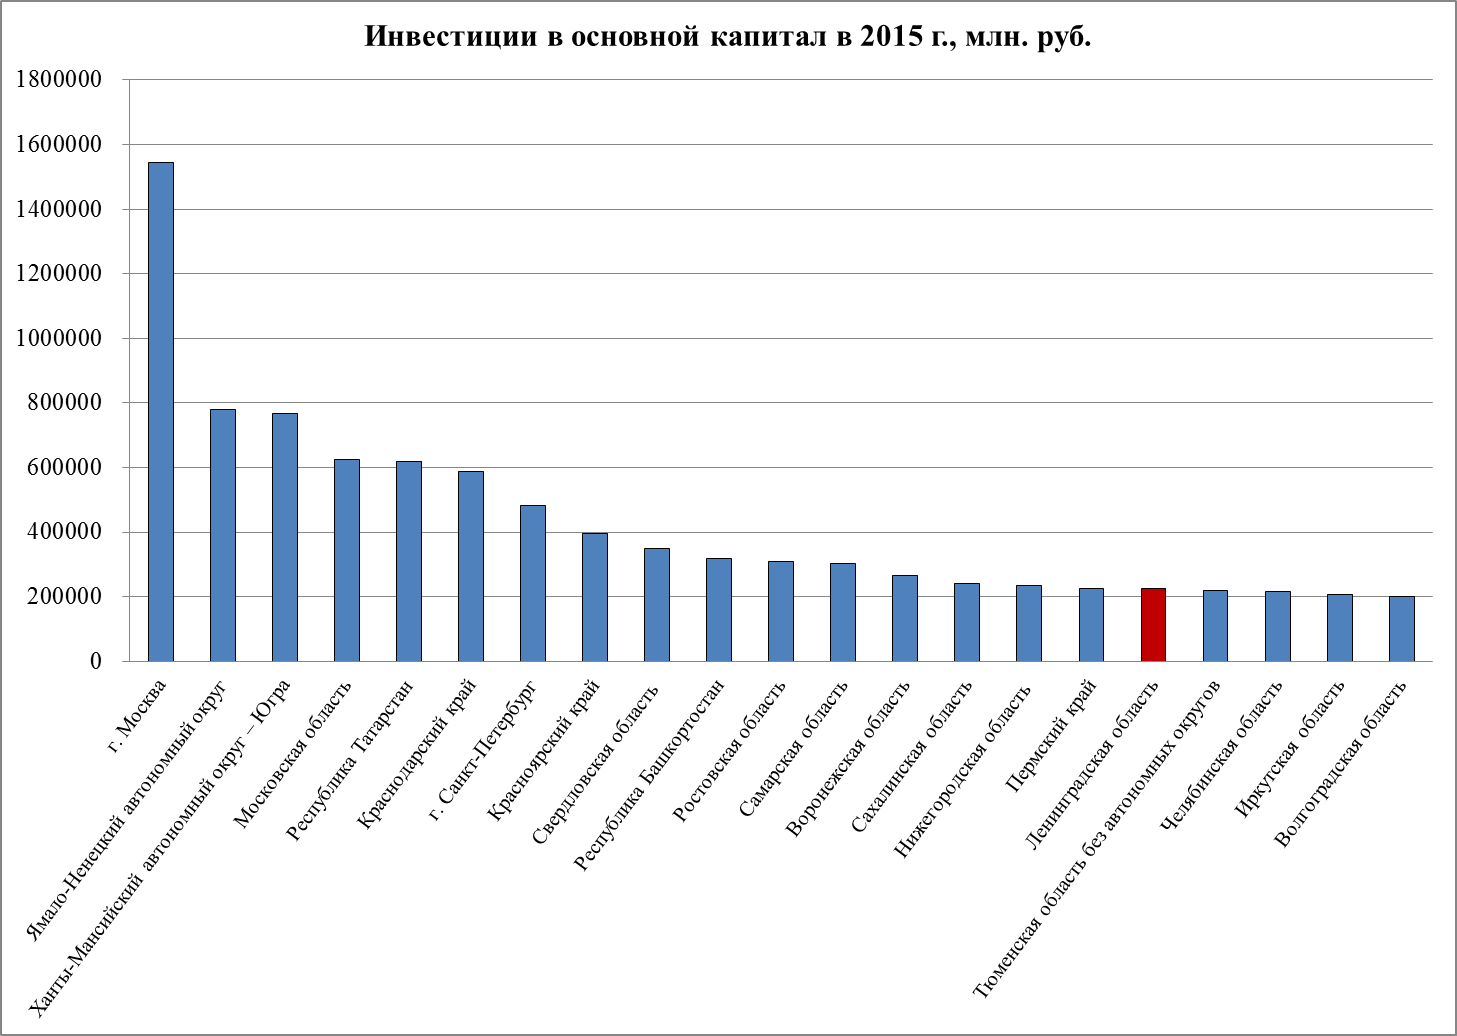 Инвестиции в основной капитал в 2015 г., млн. руб.
1800000
1600000
1400000
1200000
1000000
800000
600000
400000
200000
0
г. Москва
Ямало-Ненецкий автономный округ
Ханты-Мансийский автономный округ – Югра
Московская область
Республика Татарстан
Краснодарский край
г. Санкт-Петербург
Красноярский край
Свердловская область
Республика Башкортостан
Ростовская область
Самарская область
Воронежская область
Сахалинская область
Нижегородская область
Пермский край
Ленинградская область
Тюменская область без автономных округов
Челябинская область
Иркутская область
Волгоградская область